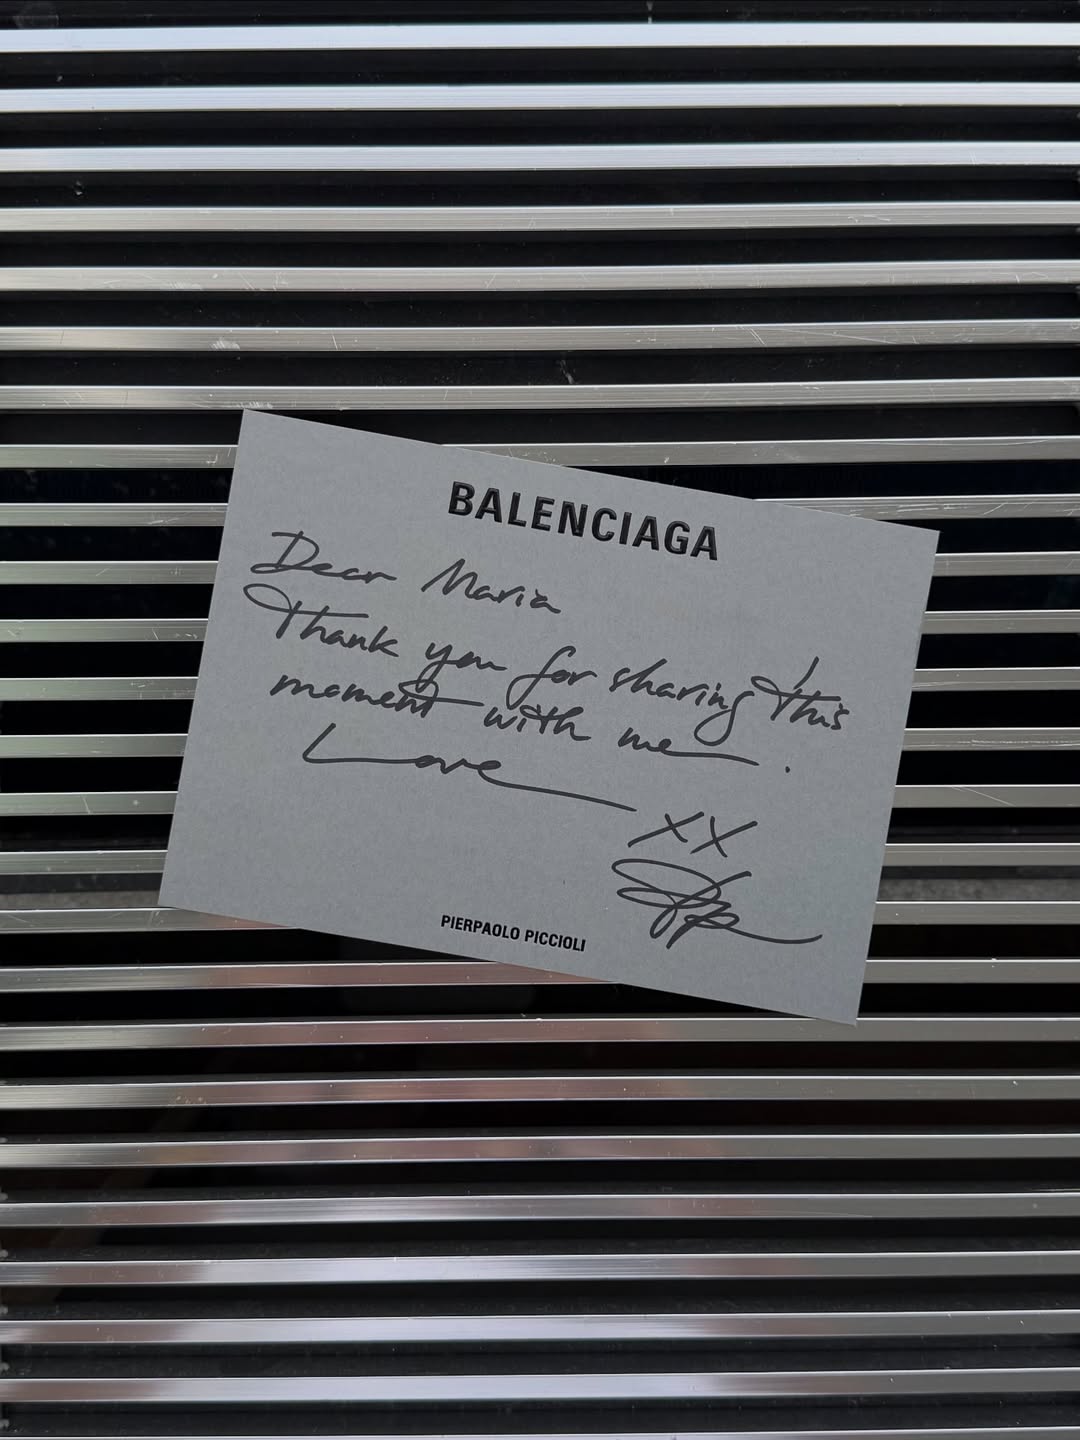 BALENCIAGA
Dear Maria
Thank you for sharing this
moment with me.
Love
XX
PIERPAOLO PICCIOLI